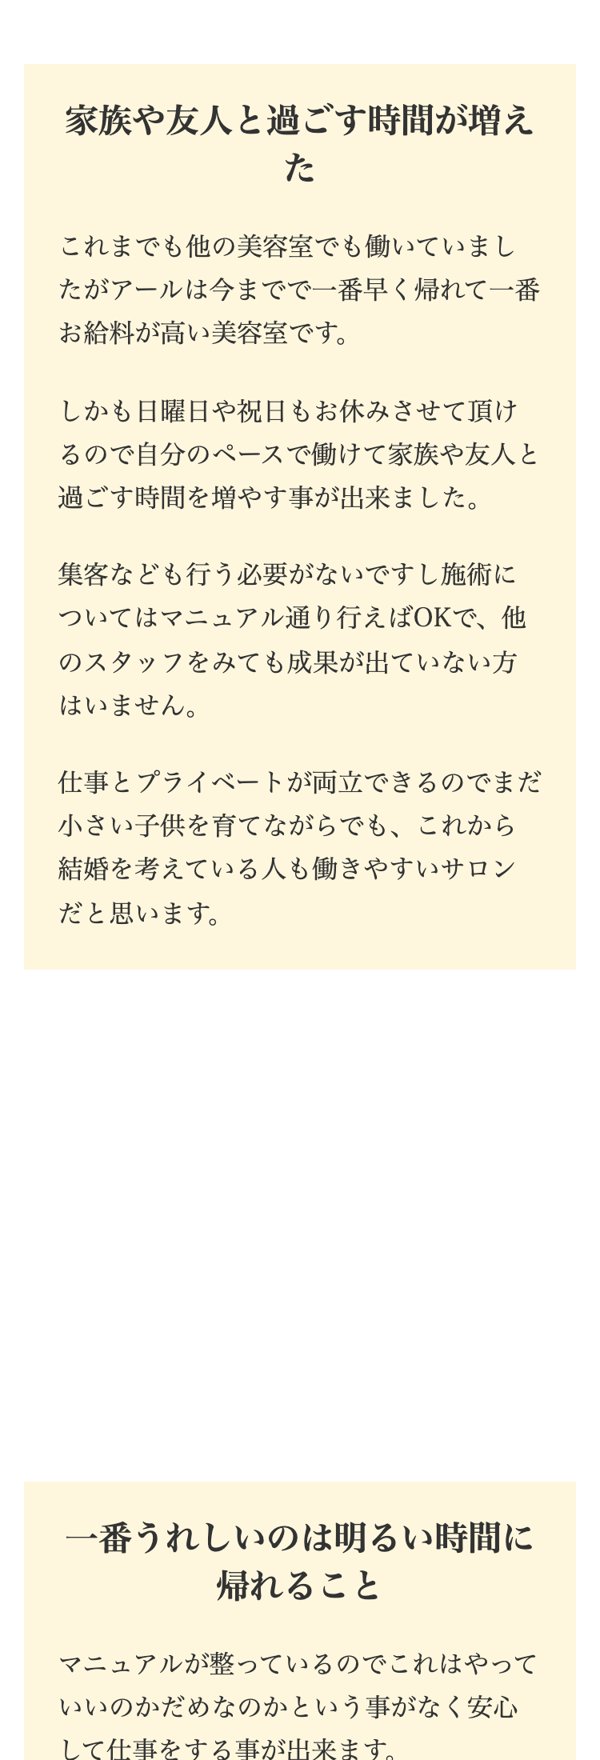 家族や友人と過ごす時間が増え
た
これまでも他の美容室でも働いていまし
たがアールは今までで一番早く帰れて一番
お給料が高い美容室です。
しかも日曜日や祝日もお休みさせて頂け
るので自分のペースで働けて家族や友人と
過ごす時間を増やす事が出来ました。
集客なども行う必要がないですし施術に
ついてはマニュアル通り行えばOKで、他
のスタッフをみても成果が出ていない方
はいません。
仕事とプライベートが両立できるのでまだ
小さい子供を育てながらでも、これから
結婚を考えている人も働きやすいサロン
だと思います。
一番うれしいのは明るい時間に
帰れること
マニュアルが整っているのでこれはやって
いいのかだめなのかという事がなく安心
して仕事をする事が出来ます。